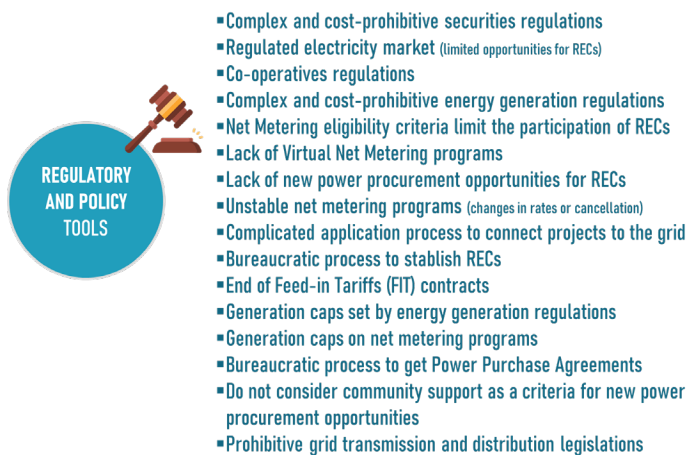 REGULATORY
AND POLICY
TOOLS
▪Complex and cost-prohibitive securities regulations
▪Regulated electricity market (limited opportunities for RECs)
▪Co-operatives regulations
▪Complex and cost-prohibitive energy generation regulations
▪Net Metering eligibility criteria limit the participation of RECs
▪Lack of Virtual Net Metering programs
▪Lack of new power procurement opportunities for RECs
▪Unstable net metering programs (changes in rates or cancellation)
▪Complicated application process to connect projects to the grid
▪Bureaucratic process to stablish RECs
▪End of Feed-in Tariffs (FIT) contracts
▪Generation caps set by energy generation regulations
▪Generation caps on net metering programs
▪Bureaucratic process to get Power Purchase Agreements
▪Do not consider community support as a criteria for new power
procurement opportunities
▪Prohibitive grid transmission and distribution legislations